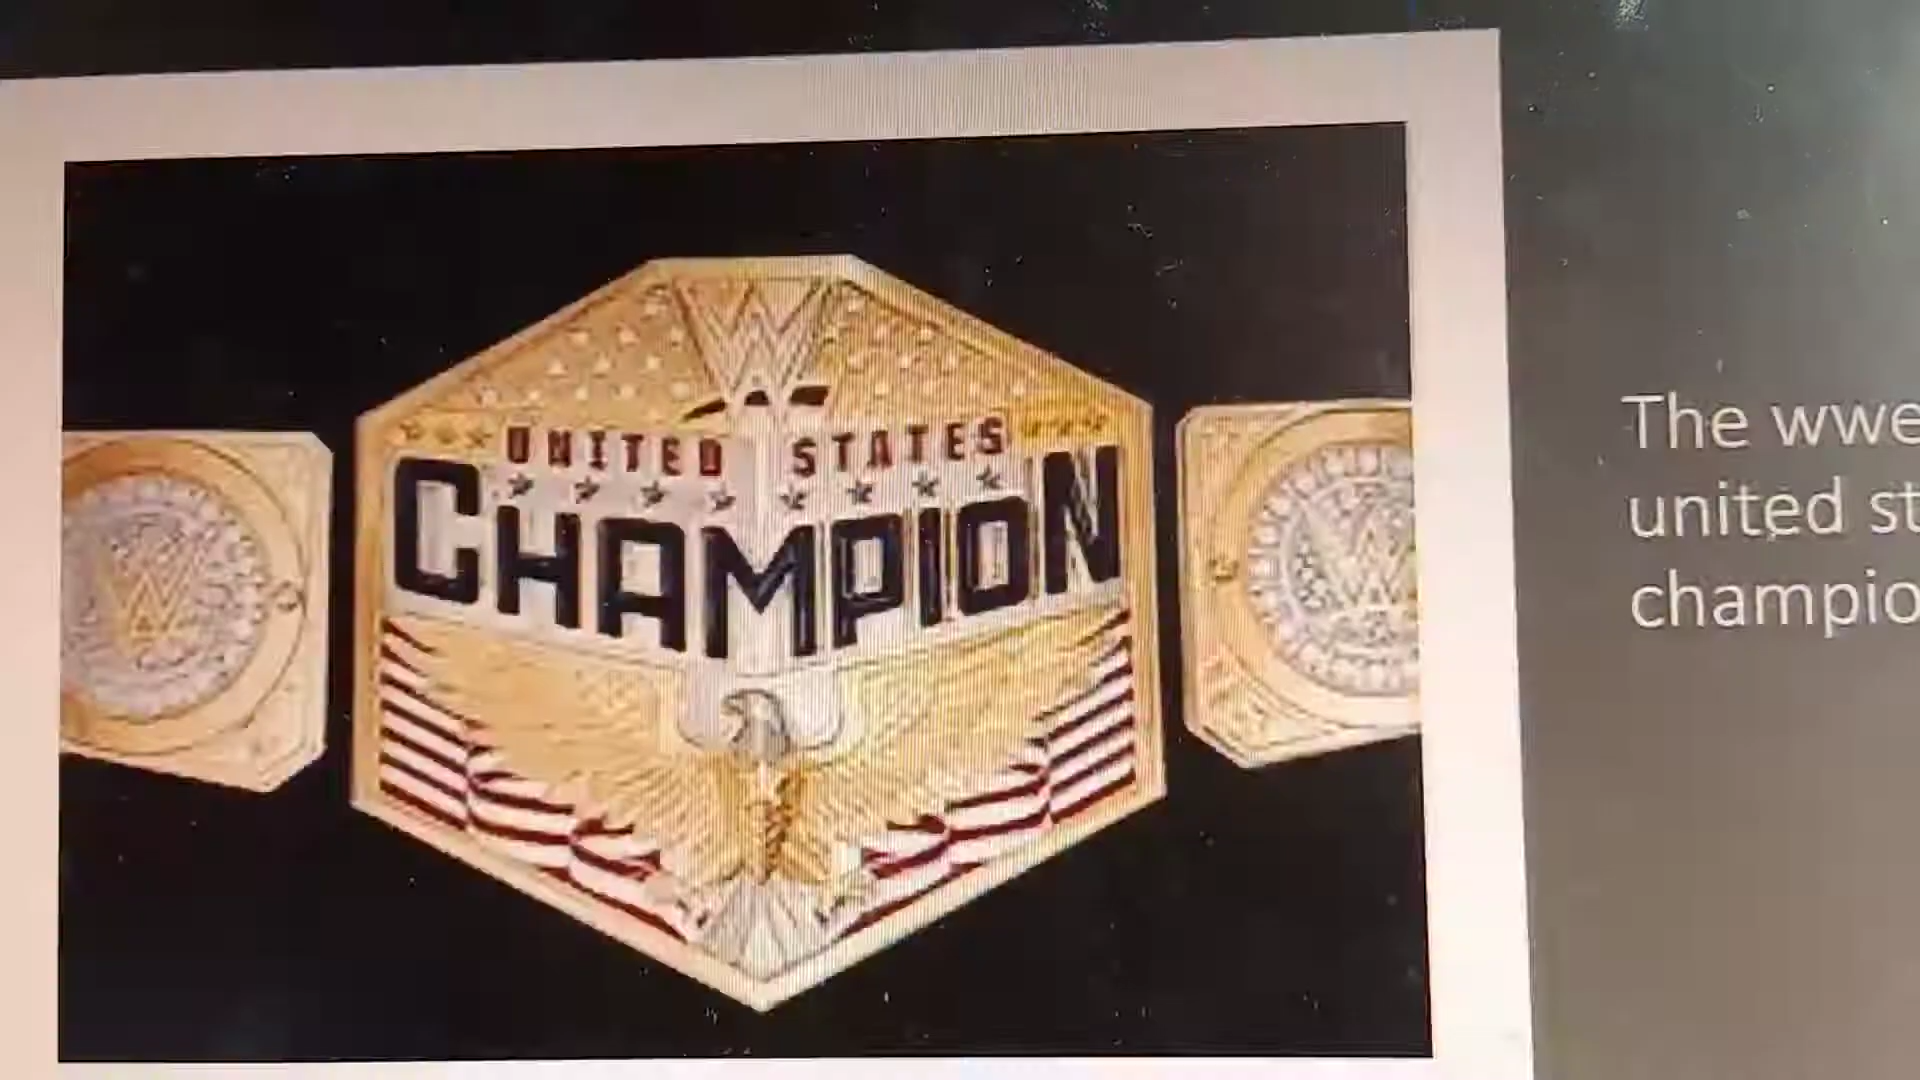 W
UNITED STATES
CHAMPION
W
W
The wwe
united st
champio